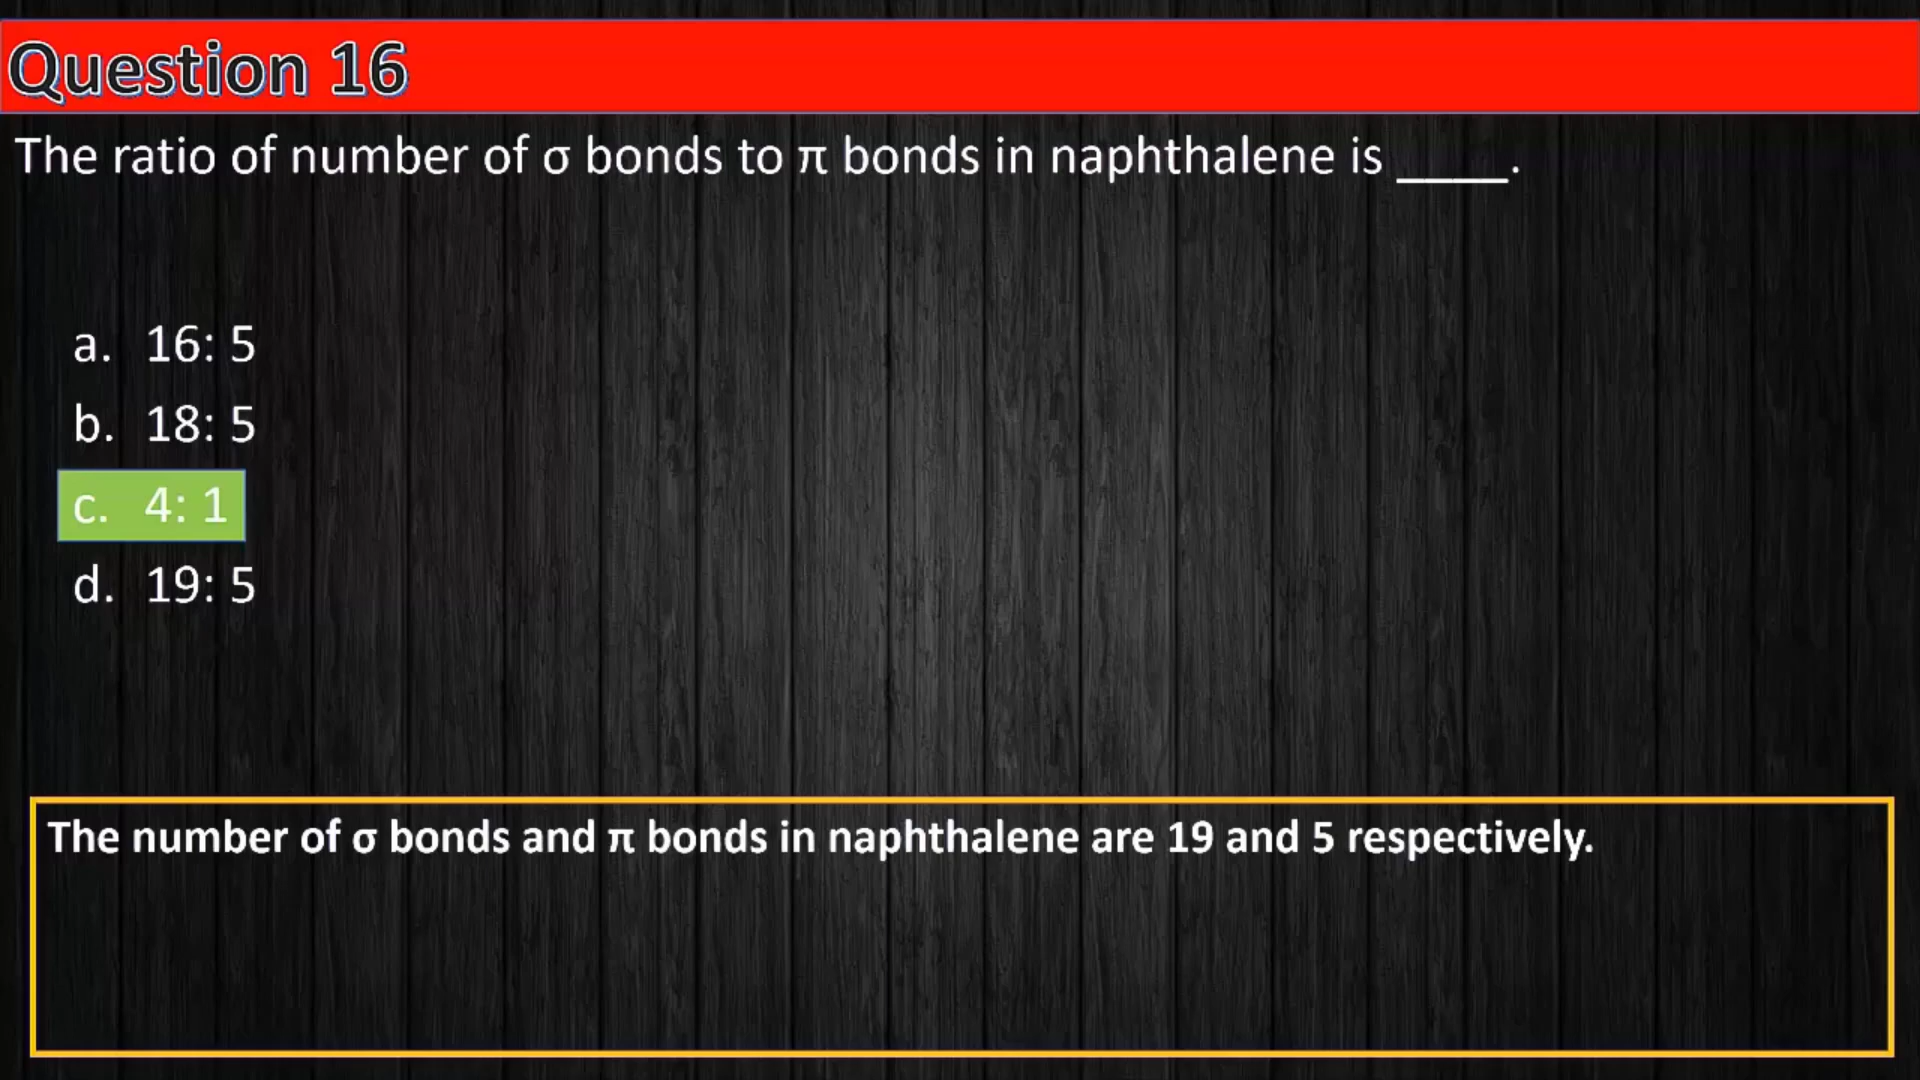 Question 16
The ratio of number of σ bonds to π bonds in naphthalene is ____.
a. 16: 5
b. 18: 5
c. 4: 1
d. 19: 5
The number of σ bonds and π bonds in naphthalene are 19 and 5 respectively.